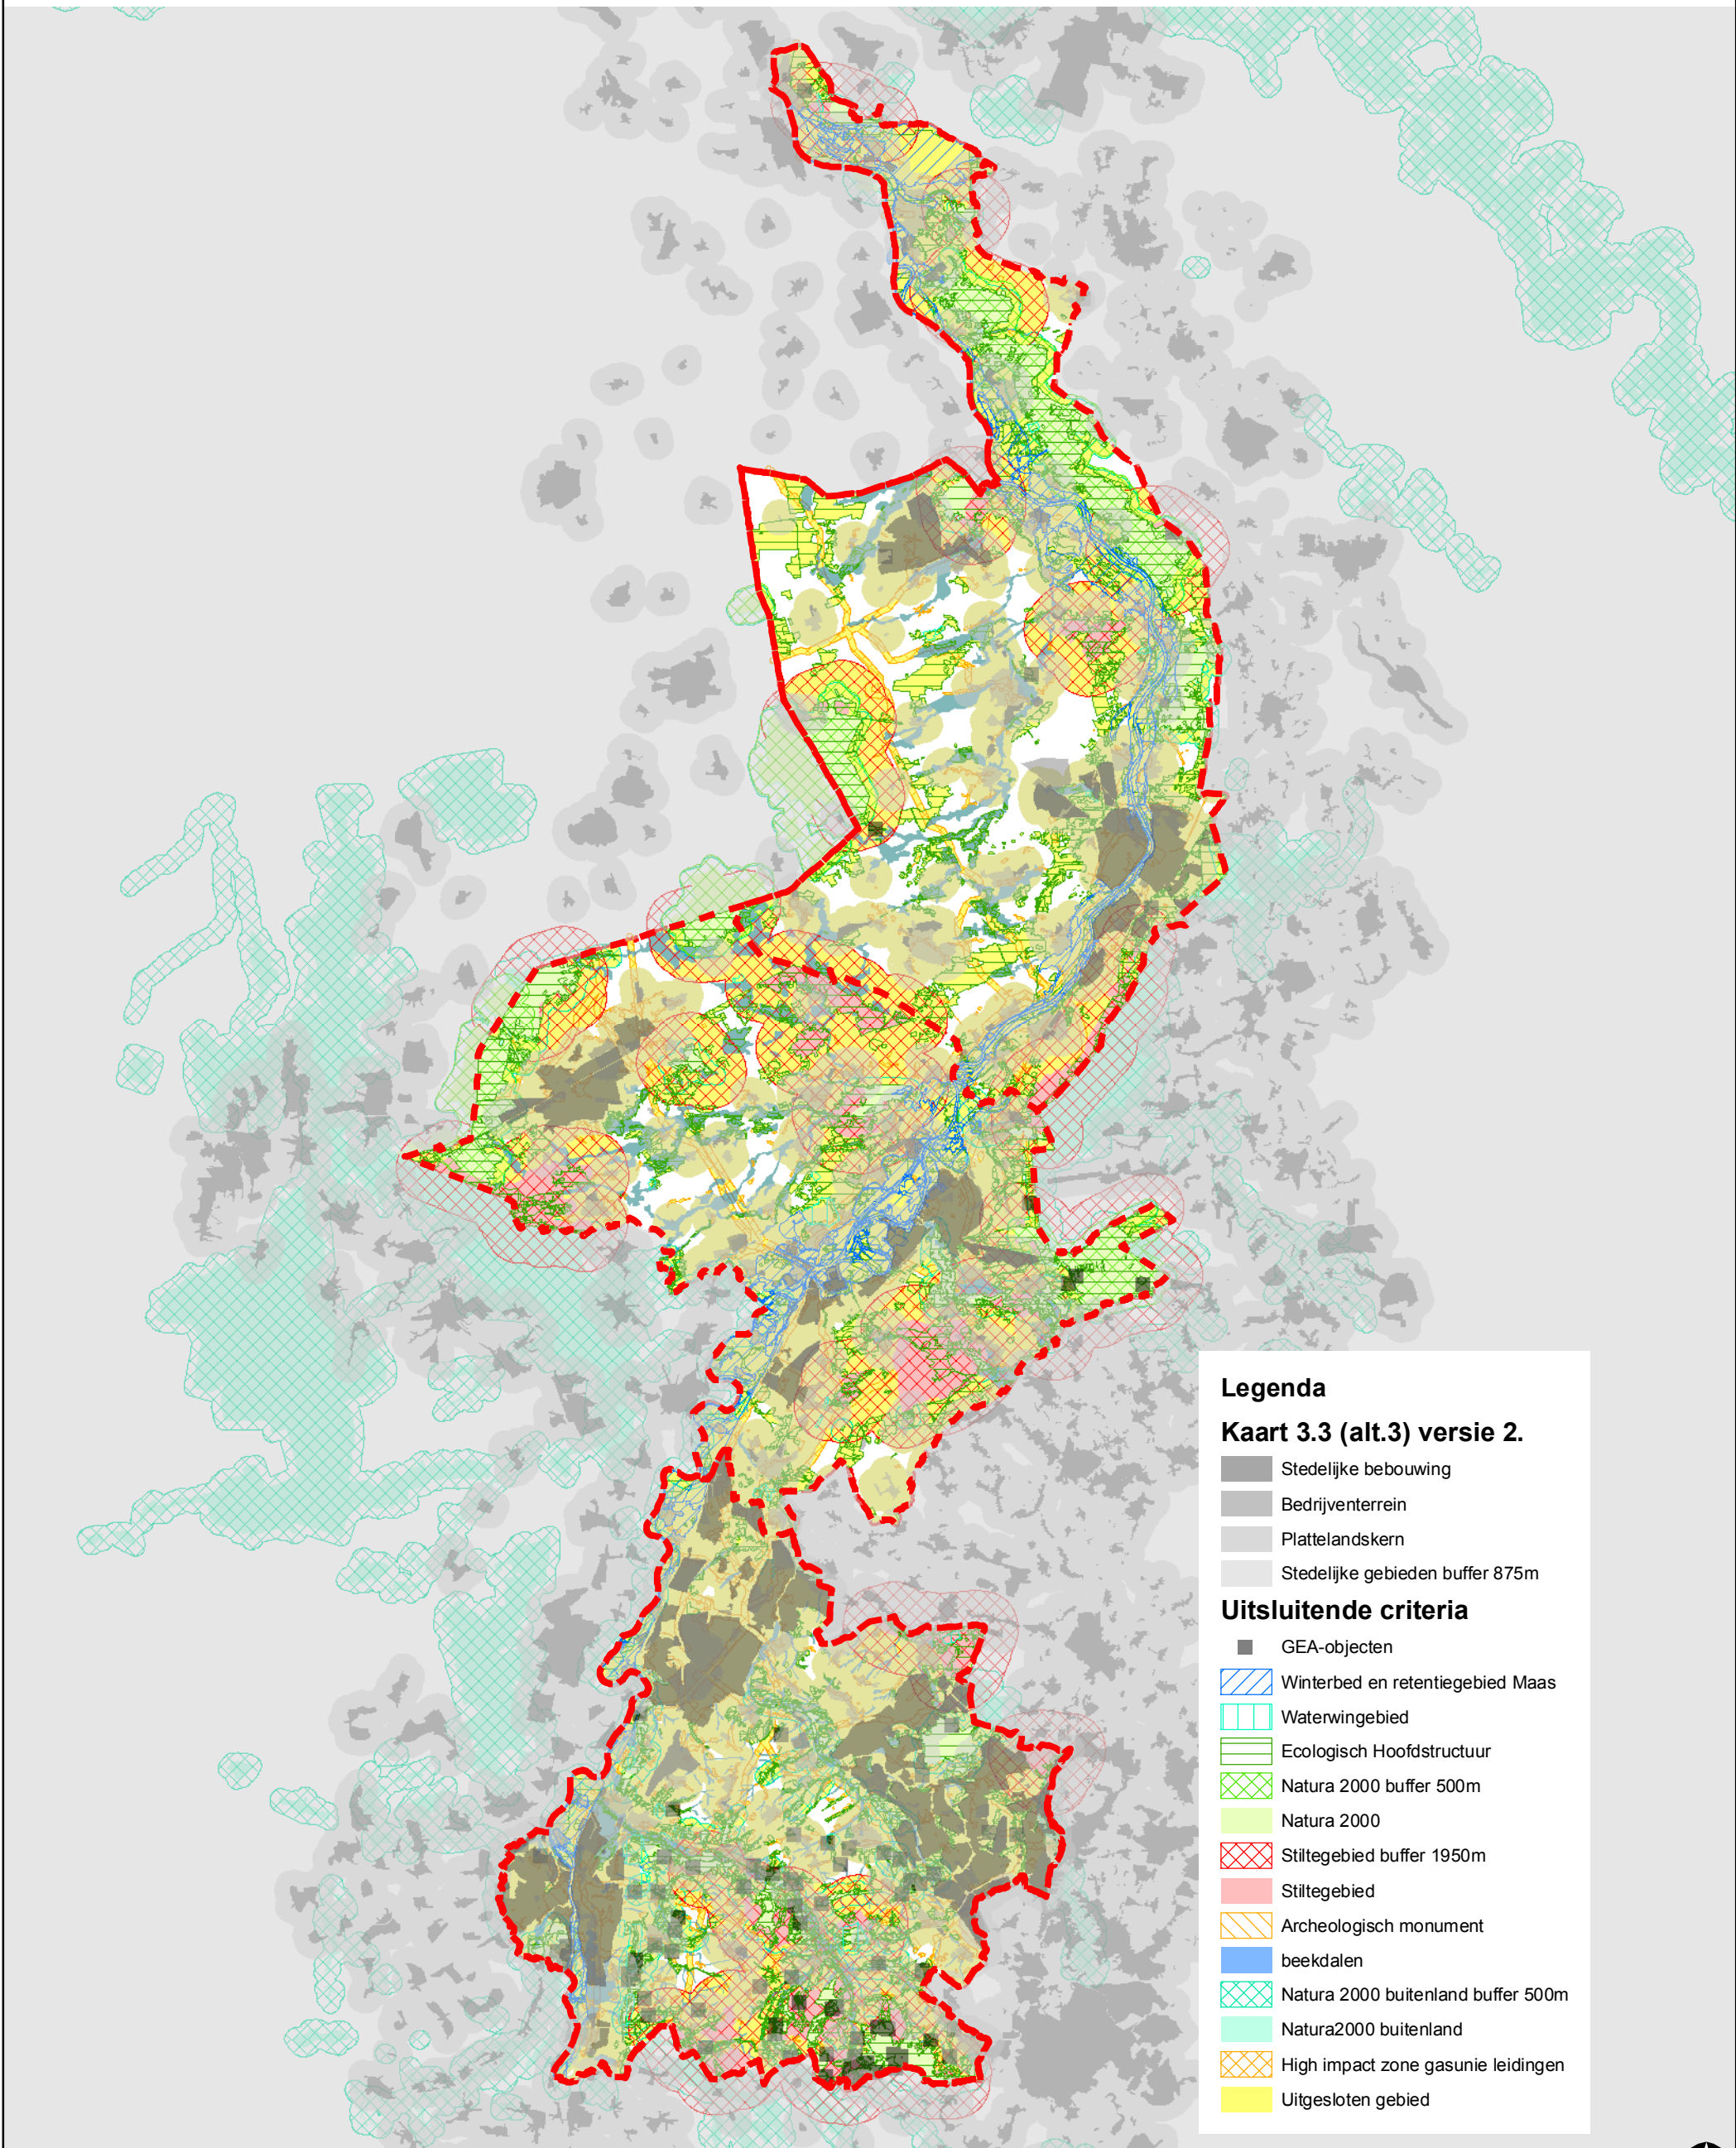 Legenda
Kaart 3.3 (alt.3) versie 2.
Stedelijke bebouwing
Bedrijventerrein
Plattelandskern
Stedelijke gebieden buffer 875m
Uitsluitende criteria
GEA-objecten
Winterbed en retentiegebied Maas
Waterwingebied
Ecologisch Hoofdstructuur
Natura 2000 buffer 500m
Natura 2000
Stiltegebied buffer 1950m
Stiltegebied
Archeologisch monument
beekdalen
Natura 2000 buitenland buffer 500m
Natura2000 buitenland
High impact zone gasunie leidingen
Uitgesloten gebied